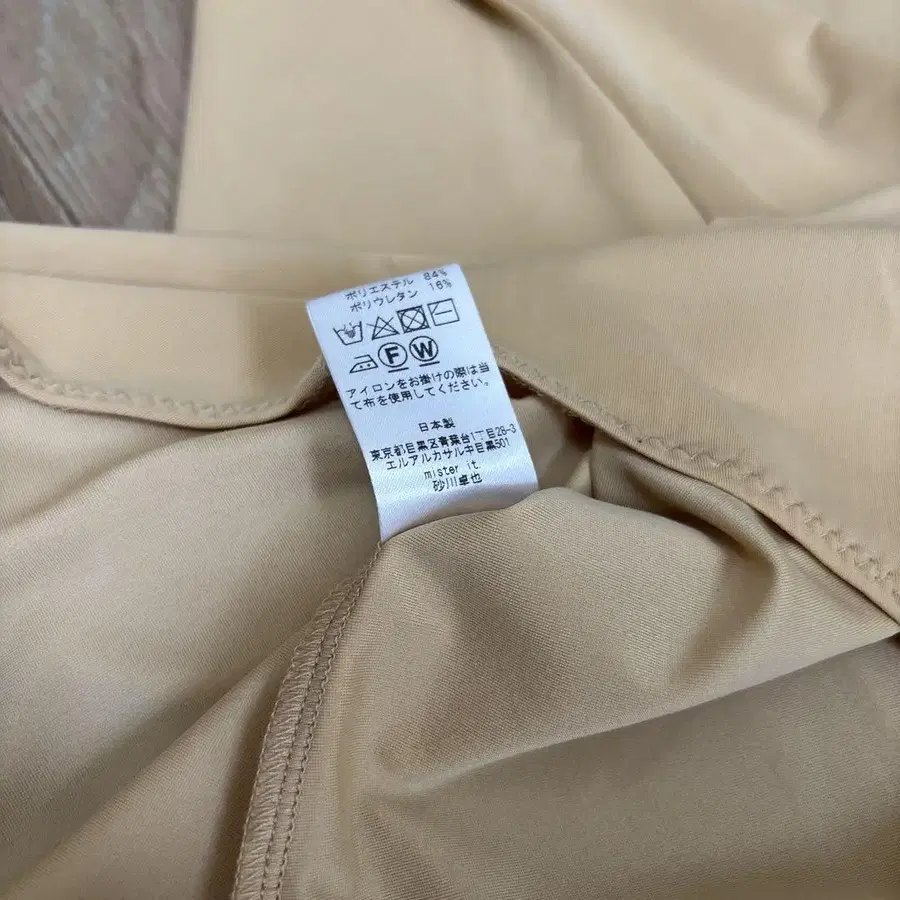 ポリエステル 84%
ポリウレタン 16%
F W
アイロンをお掛けの際は当
て布を使用してください。
日本製
東京都目黒区青葉台1丁目28-3
エルアルカサルキ目黒501
mister it
砂川卓也